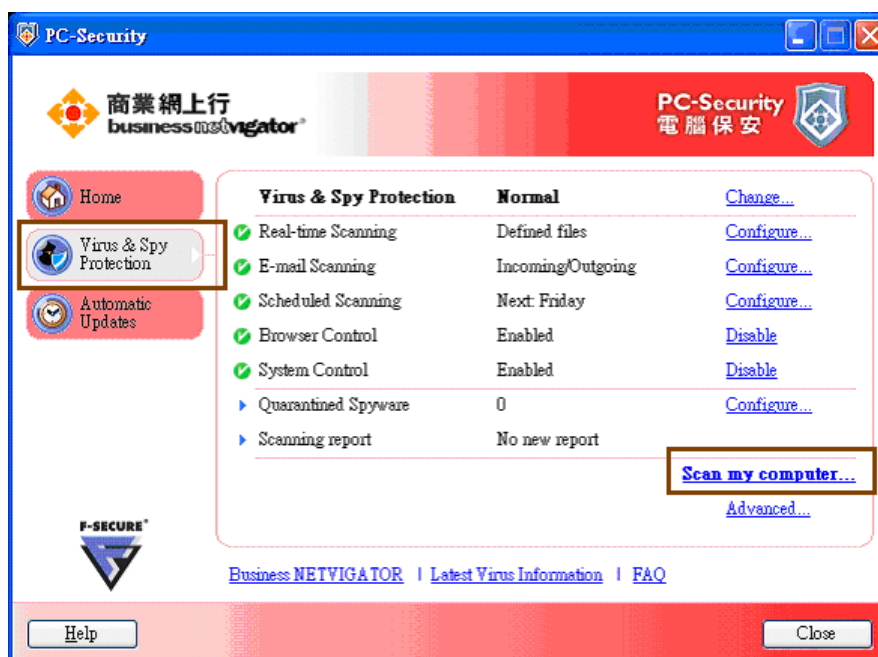 PC-Security
商業網上行
business netvigator
PC-Security
電腦保安
Home
Virus & Spy
Protection
Automatic
Updates
Virus & Spy Protection Normal Change...
Real-time Scanning Defined files Configure...
E-mail Scanning Incoming/Outgoing Configure...
Scheduled Scanning Next: Friday Configure...
Browser Control Enabled Disable
System Control Enabled Disable
Quarantined Spyware 0 Configure...
Scanning report No new report
Scan my computer...
Advanced...
F-SECURE®
Business NETVIGATOR | Latest Virus Information | FAQ
Help Close